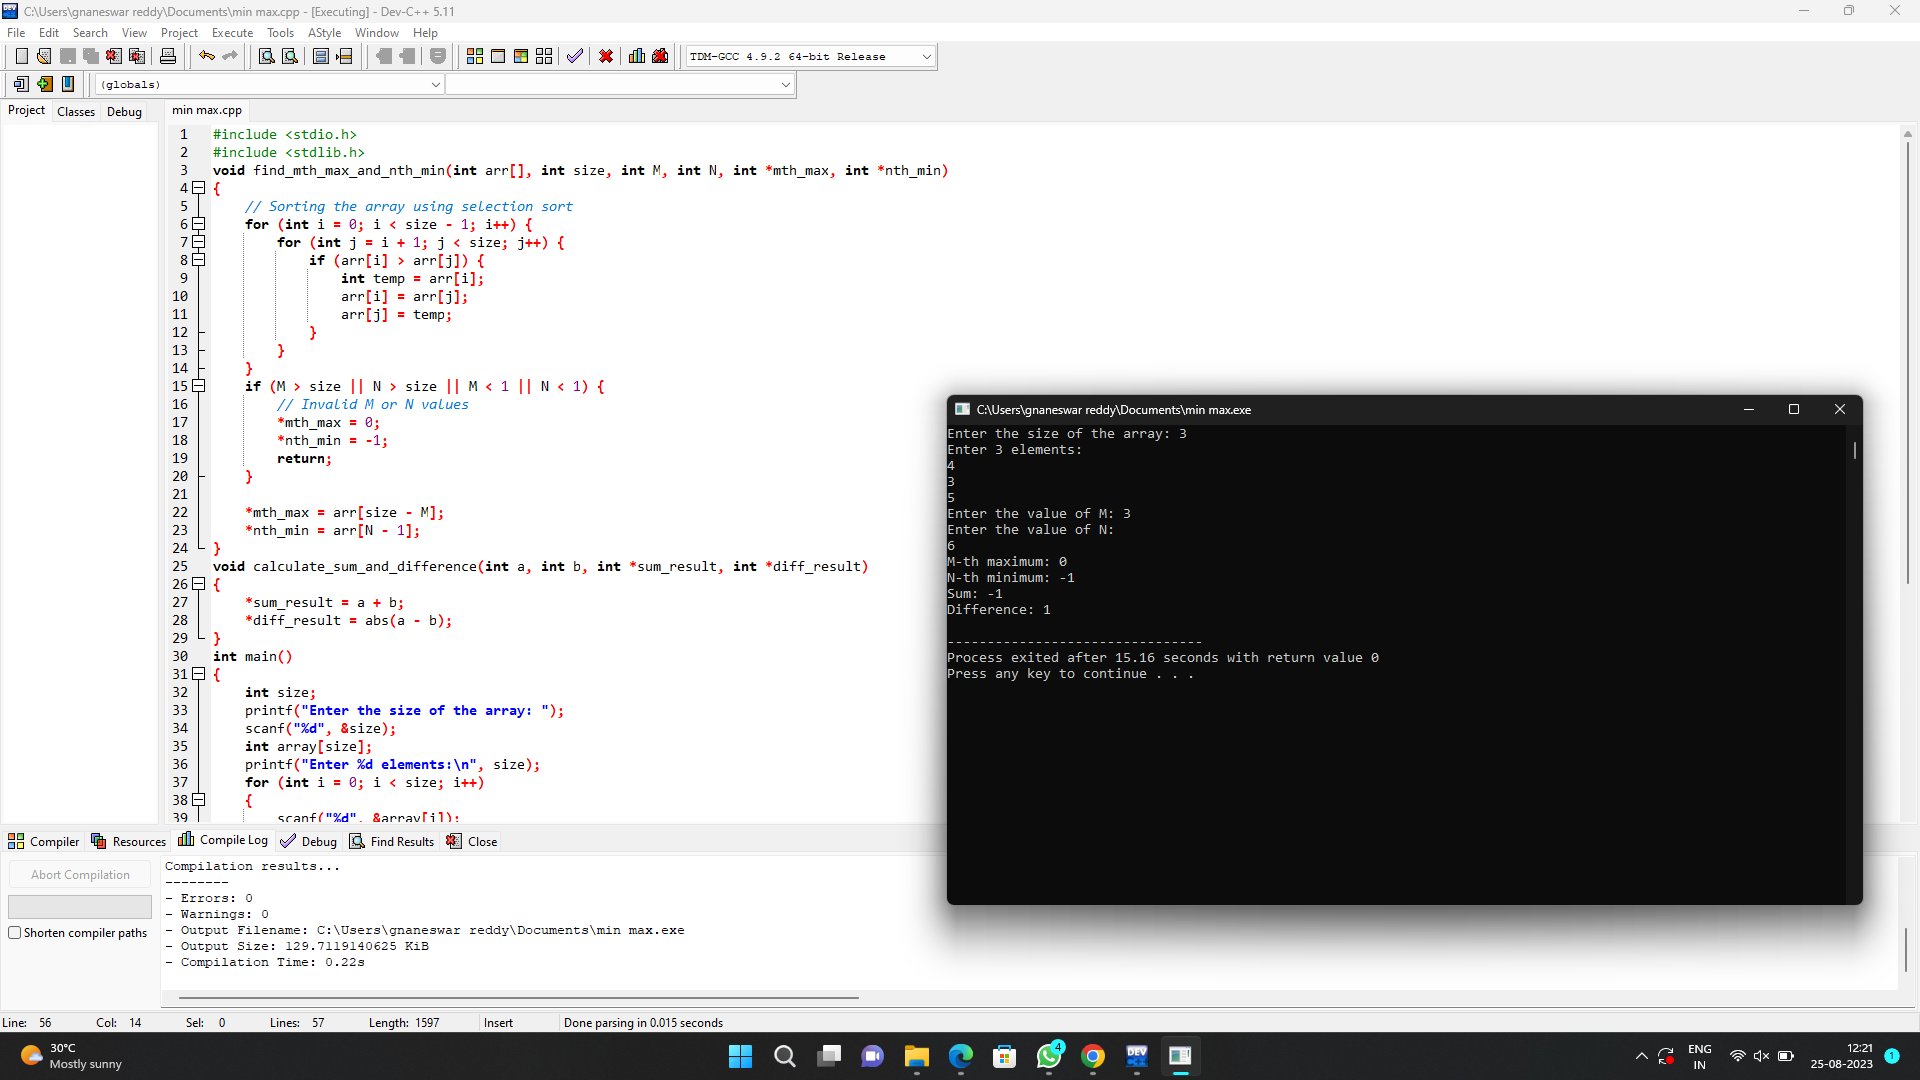 C:\Users\gnaneswar reddy\Documents\min max.cpp - [Executing] - Dev-C++ 5.11
File Edit Search View Project Execute Tools AStyle Window Help
TDM-GCC 4.9.2 64-bit Release
(globals)
Project Classes Debug
min max.cpp
1 #include <stdio.h>
2 #include <stdlib.h>
3 void find_mth_max_and_nth_min(int arr[], int size, int M, int N, int *mth_max, int *nth_min)
4 {
5 // Sorting the array using selection sort
6 for (int i = 0; i < size - 1; i++) {
7 for (int j = i + 1; j < size; j++) {
8 if (arr[i] > arr[j]) {
9 int temp = arr[i];
10 arr[i] = arr[j];
11 arr[j] = temp;
12 }
13 }
14 }
15 if (M > size || N > size || M < 1 || N < 1) {
16 // Invalid M or N values
17 *mth_max = 0;
18 *nth_min = -1;
19 return;
20 }
21
22 *mth_max = arr[size - M];
23 *nth_min = arr[N - 1];
24 }
25 void calculate_sum_and_difference(int a, int b, int *sum_result, int *diff_result)
26 {
27 *sum_result = a + b;
28 *diff_result = abs(a - b);
29 }
30 int main()
31 {
32 int size;
33 printf("Enter the size of the array: ");
34 scanf("%d", &size);
35 int array[size];
36 printf("Enter %d elements:\n", size);
37 for (int i = 0; i < size; i++)
38 {
39 scanf("%d", &array[i]);
C:\Users\gnaneswar reddy\Documents\min max.exe
Enter the size of the array: 3
Enter 3 elements:
4
3
5
Enter the value of M: 3
Enter the value of N:
6
M-th maximum: 0
N-th minimum: -1
Sum: -1
Difference: 1
--------------------------------
Process exited after 15.16 seconds with return value 0
Press any key to continue . . .
Compiler Resources Compile Log Debug Find Results Close
Abort Compilation
Shorten compiler paths
Compilation results...
--------
- Errors: 0
- Warnings: 0
- Output Filename: C:\Users\gnaneswar reddy\Documents\min max.exe
- Output Size: 129.7119140625 KiB
- Compilation Time: 0.22s
Line: 56 Col: 14 Sel: 0 Lines: 57 Length: 1597 Insert Done parsing in 0.015 seconds
30°C
Mostly sunny
DEV
4
ENG
IN
12:21
25-08-2023
1